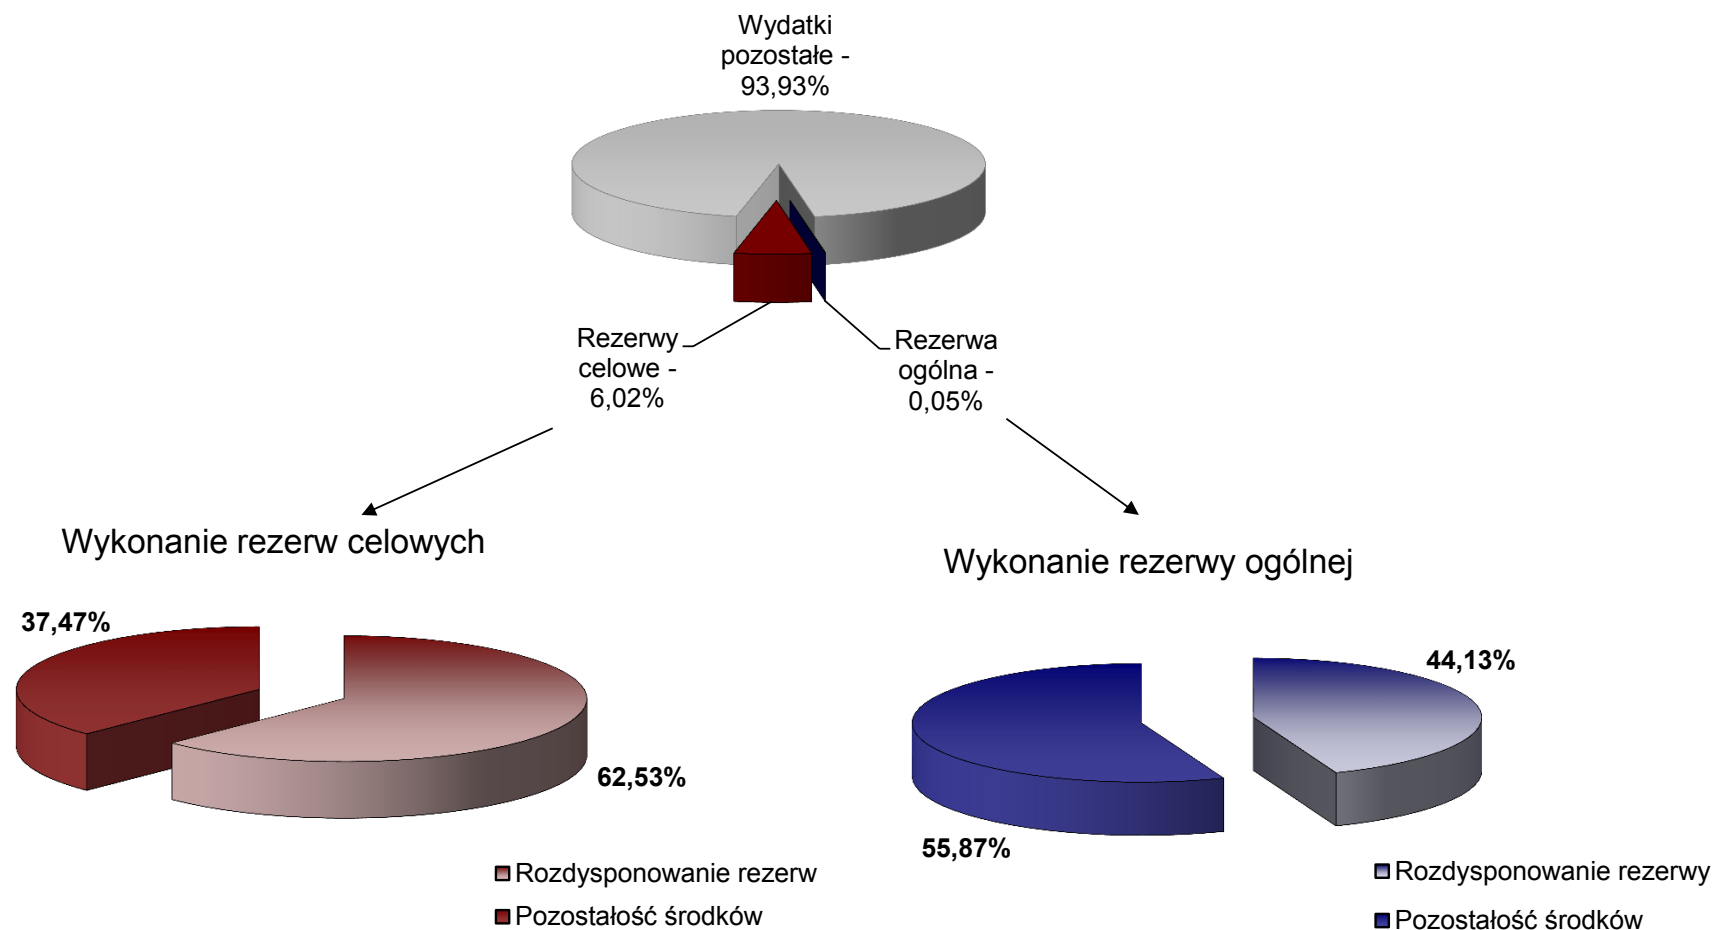 Wydatki
pozostałe -
93,93%
Rezerwy
celowe -
6,02%
Rezerwa
ogólna -
0,05%
Wykonanie rezerw celowych
37,47%
62,53%
Rozdysponowanie rezerw
Pozostałość środków
Wykonanie rezerwy ogólnej
44,13%
55,87%
Rozdysponowanie rezerwy
Pozostałość środków